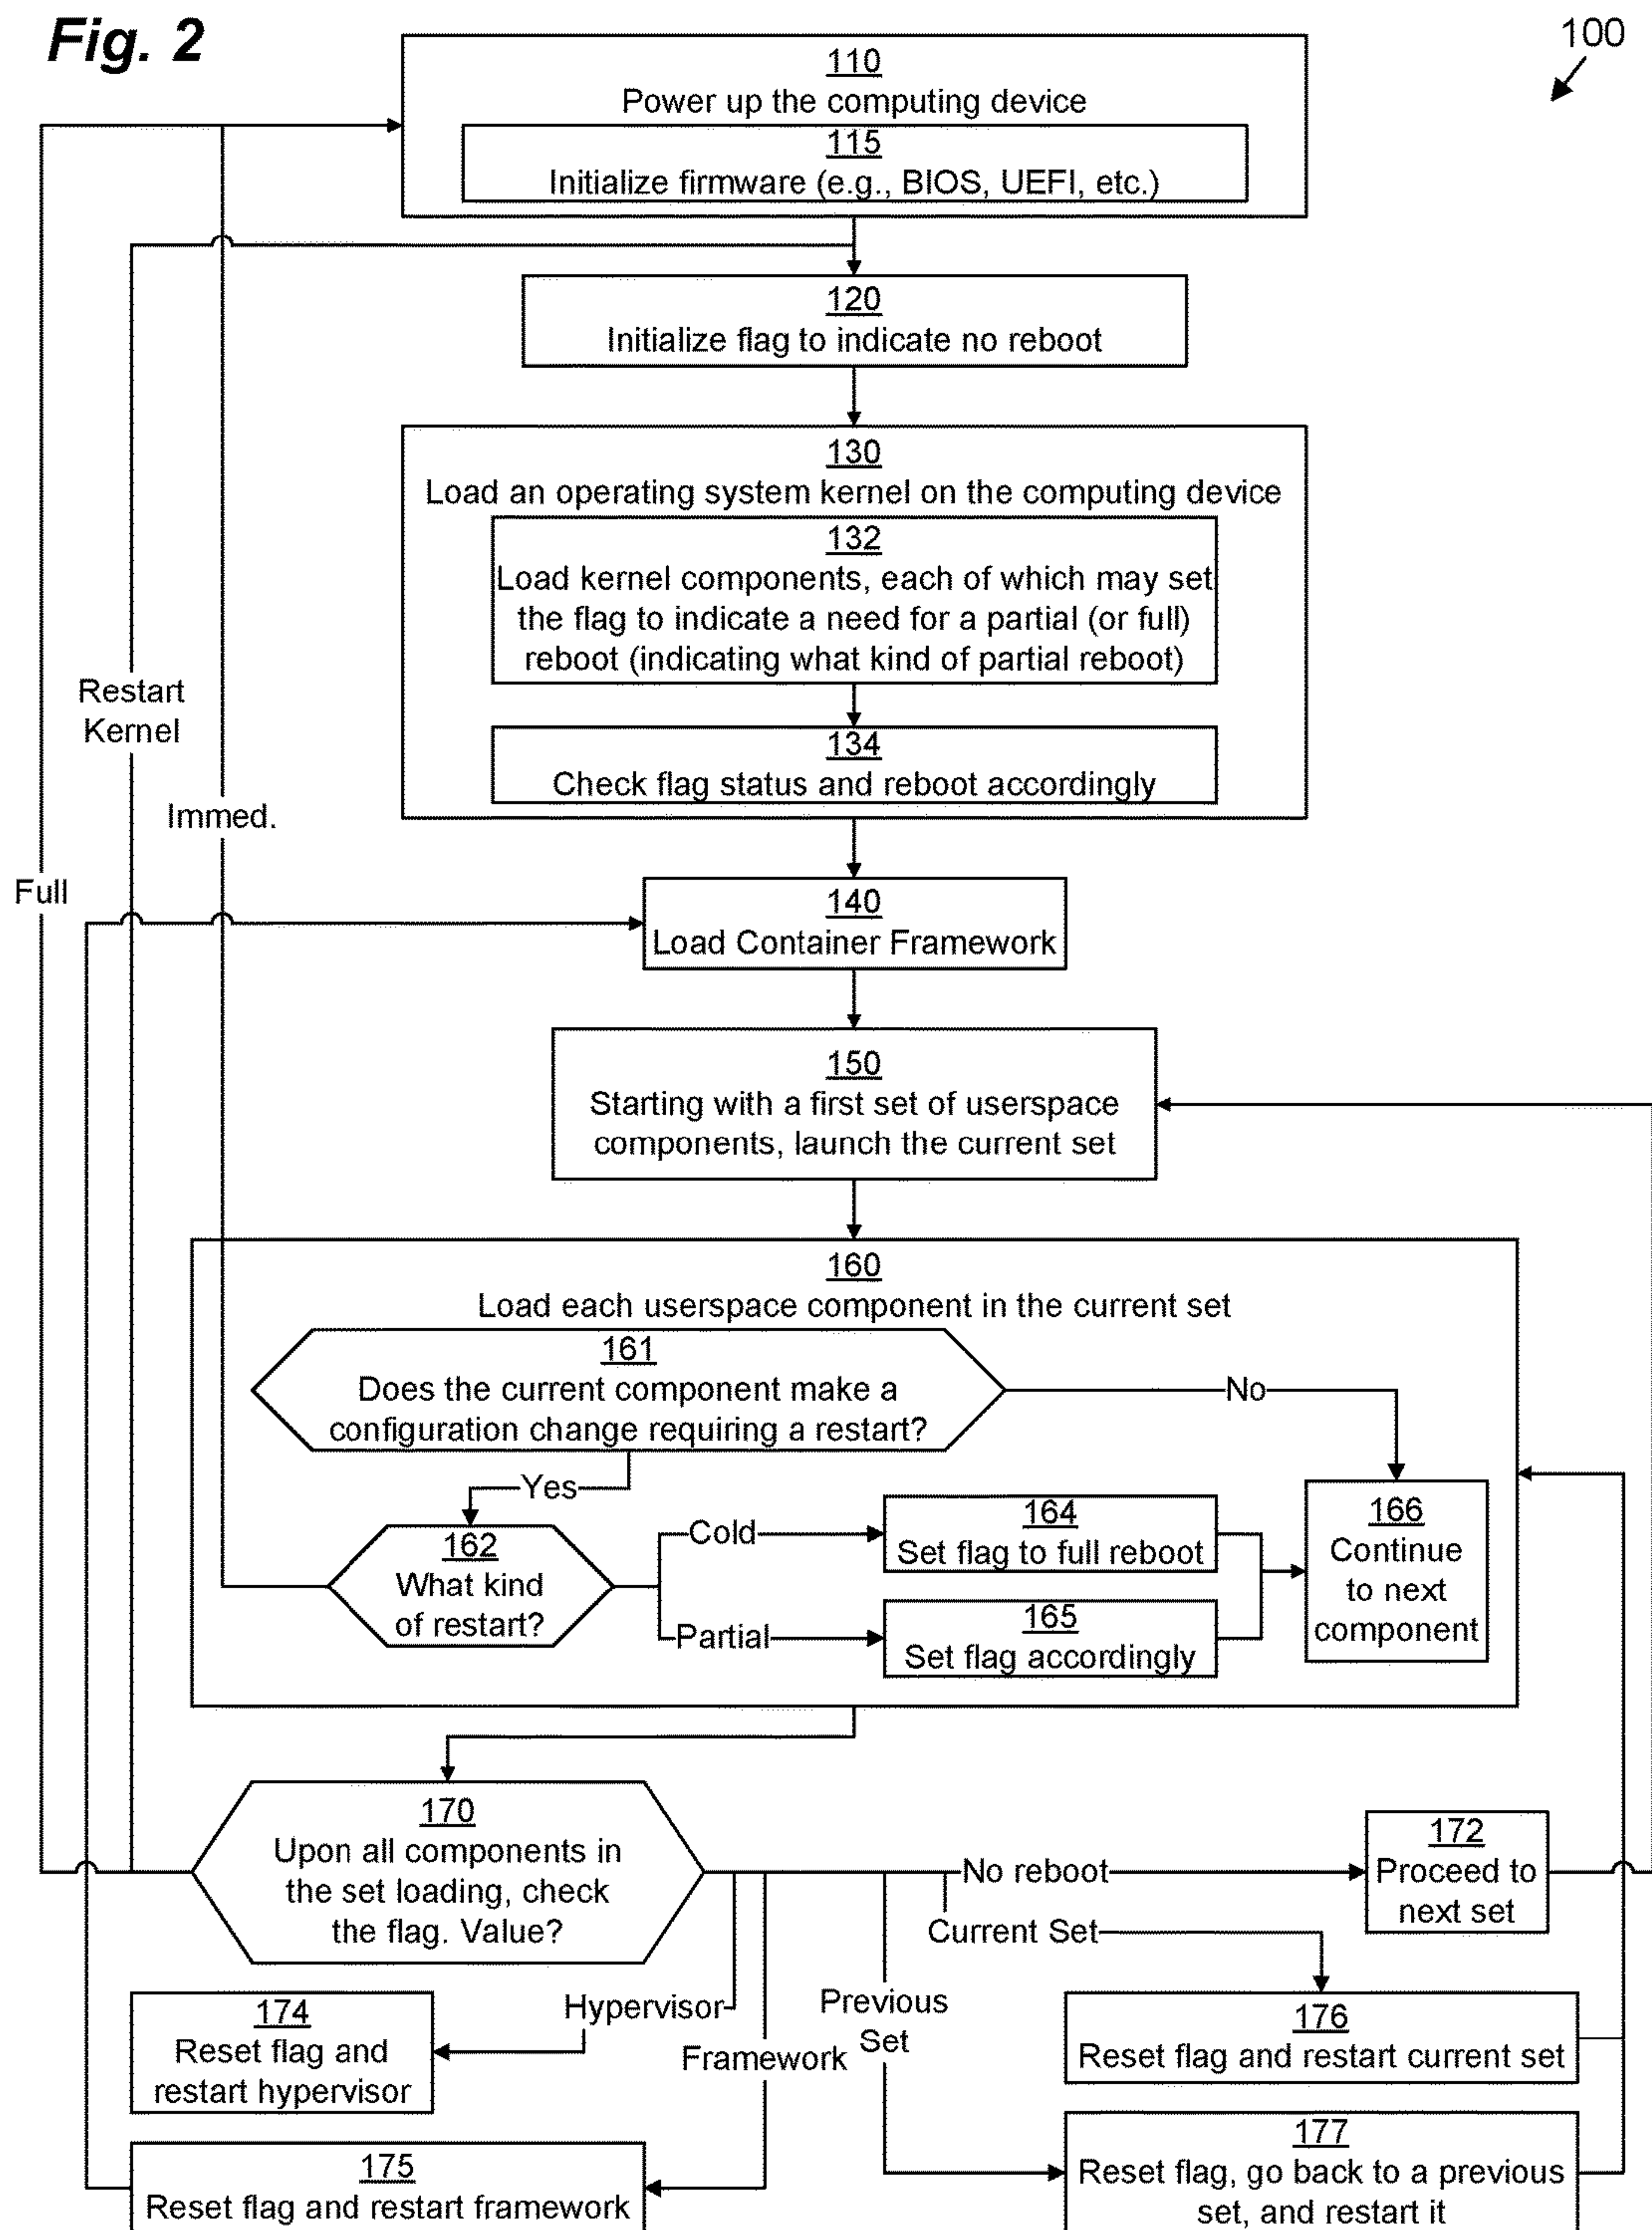 Fig. 2
100
110
Power up the computing device
115
Initialize firmware (e.g., BIOS, UEFI, etc.)
120
Initialize flag to indicate no reboot
130
Load an operating system kernel on the computing device
132
Load kernel components, each of which may set
the flag to indicate a need for a partial (or full)
reboot (indicating what kind of partial reboot)
134
Check flag status and reboot accordingly
Restart
Kernel
Immed.
Full
140
Load Container Framework
150
Starting with a first set of userspace
components, launch the current set
160
Load each userspace component in the current set
161
Does the current component make a
configuration change requiring a restart?
No
Yes
162
What kind
of restart?
Cold
164
Set flag to full reboot
Partial
165
Set flag accordingly
166
Continue
to next
component
170
Upon all components in
the set loading, check
the flag. Value?
No reboot
172
Proceed to
next set
Current Set
Hypervisor
174
Reset flag and
restart hypervisor
Framework
Previous
Set
176
Reset flag and restart current set
175
Reset flag and restart framework
177
Reset flag, go back to a previous
set, and restart it